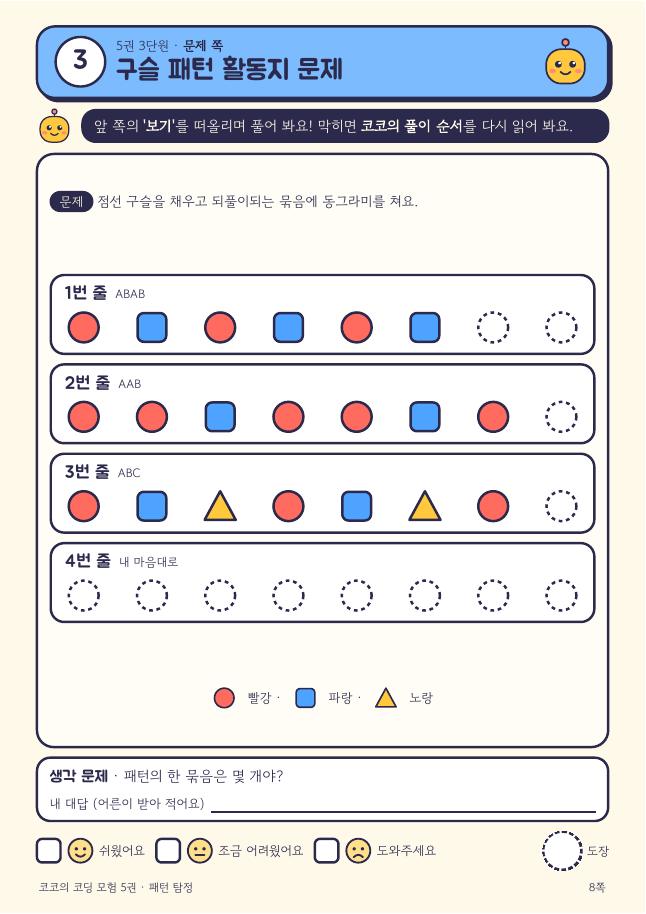 3
5권 3단원 · 문제 쪽
구슬 패턴 활동지 문제
앞 쪽의 '보기'를 떠올리며 풀어 봐요! 막히면 코코의 풀이 순서를 다시 읽어 봐요.
문제 점선 구슬을 채우고 되풀이되는 묶음에 동그라미를 쳐요.
1번 줄 ABAB
2번 줄 AAB
3번 줄 ABC
4번 줄 내 마음대로
빨강 · 파랑 · 노랑
생각 문제 · 패턴의 한 묶음은 몇 개야?
내 대답 (어른이 받아 적어요)
쉬웠어요 조금 어려웠어요 도와주세요 도장
코코의 코딩 모험 5권 · 패턴 탐정 8쪽